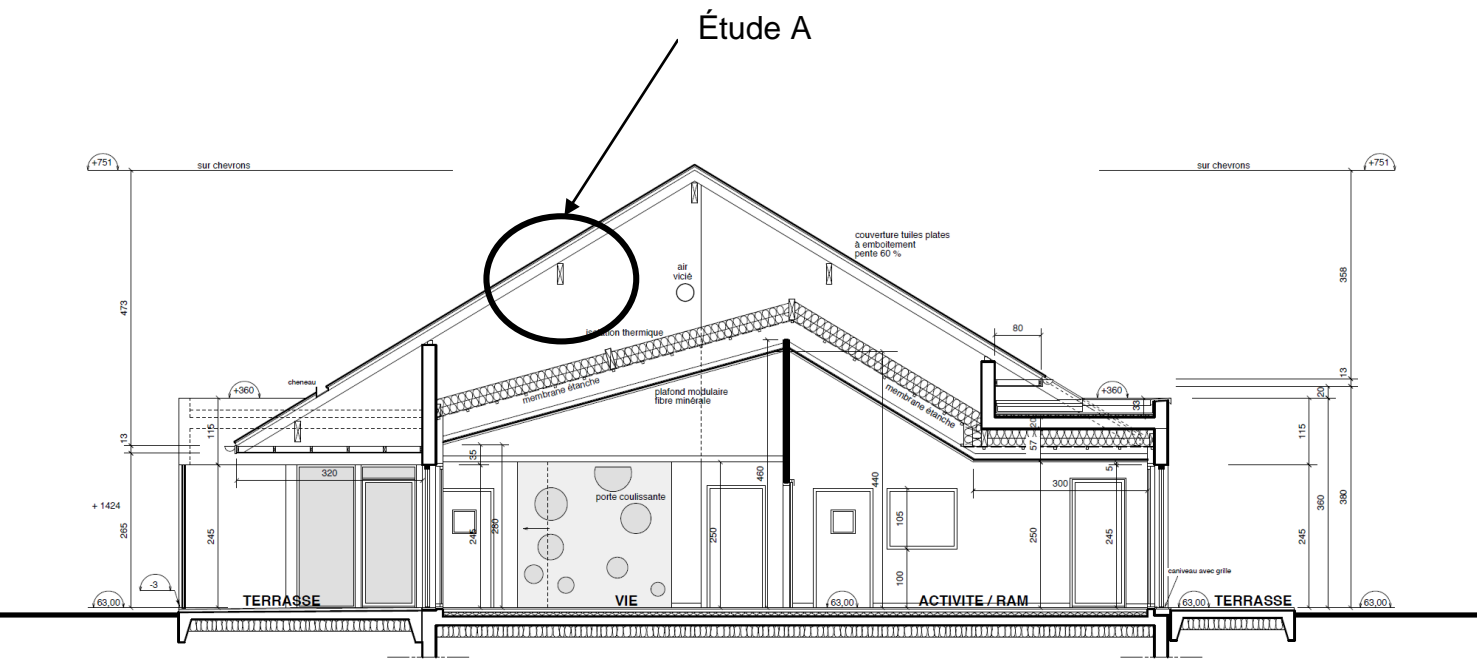 Étude A
+751
sur chevrons
sur chevrons
+751
couverture tuiles plates
à emboitement
pente 60 %
air
vicié
473
358
isolation thermique
80
cheneau
+360
membrane étanche
plafond modulaire
fibre minérale
membrane étanche
+360
13
20
33
115
13
35
57 > 20
115
320
460
440
5
300
porte coulissante
+ 1424
265
245
245
280
250
105
100
250
245
245
360
380
caniveau avec grille
-3
63,00
TERRASSE
VIE
63,00
ACTIVITE / RAM
63,00
TERRASSE
63,00